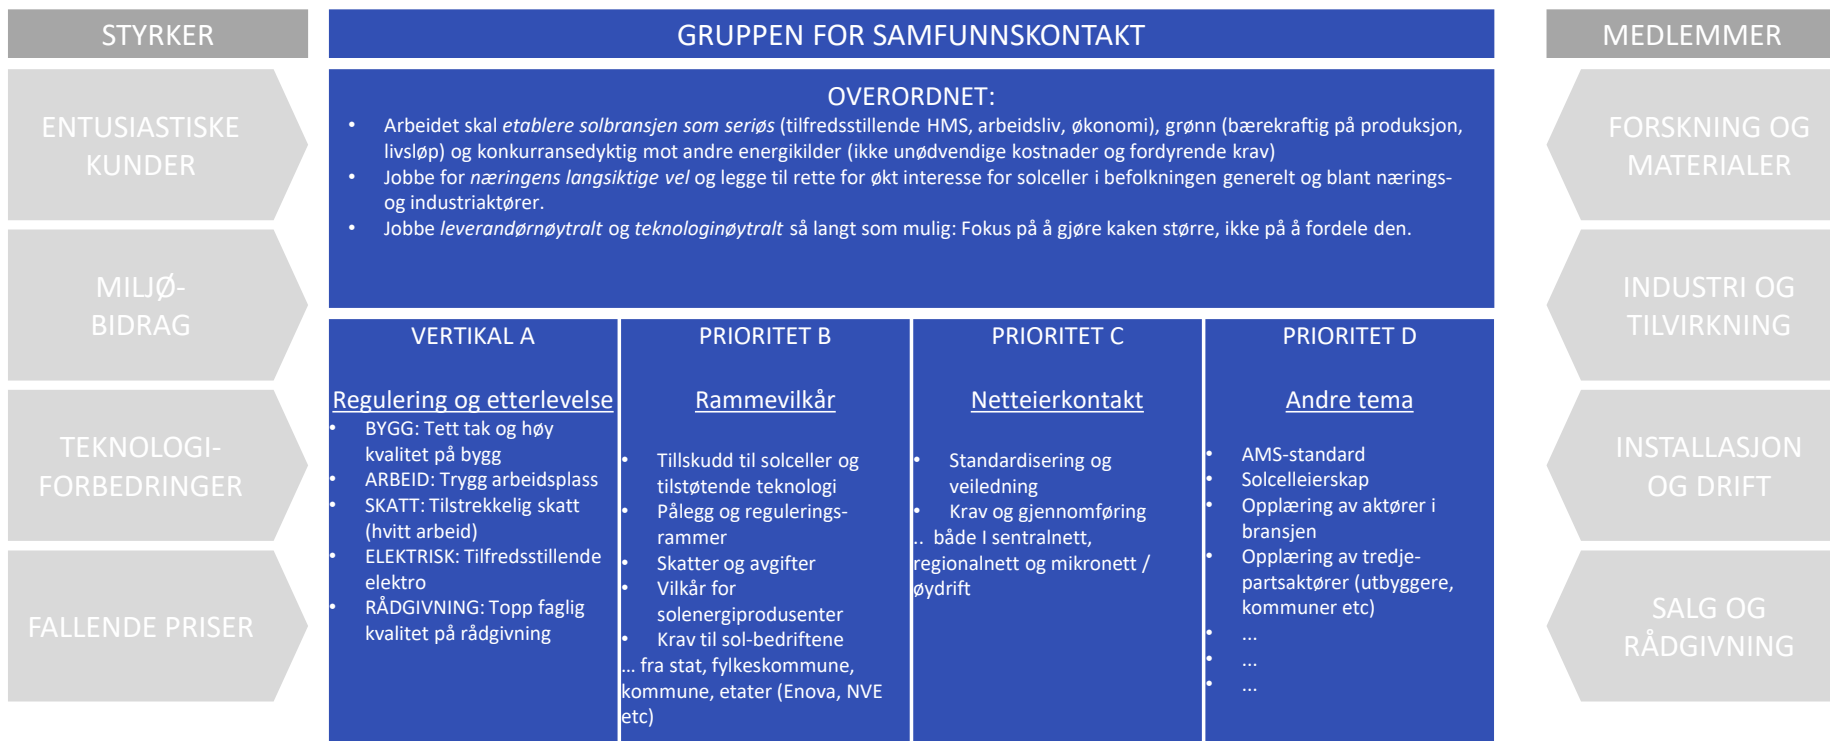 STYRKER
ENTUSIASTISKE
KUNDER
MILJØ-
BIDRAG
TEKNOLOGI-
FORBEDRINGER
FALLENDE PRISER
GRUPPEN FOR SAMFUNNSKONTAKT
OVERORDNET:
• Arbeidet skal etablere solbransjen som seriøs (tilfredsstillende HMS, arbeidsliv, økonomi), grønn (bærekraftig på produksjon,
livsløp) og konkurransedyktig mot andre energikilder (ikke unødvendige kostnader og fordyrende krav)
• Jobbe for næringens langsiktige vel og legge til rette for økt interesse for solceller i befolkningen generelt og blant nærings-
og industriaktører.
• Jobbe leverandørnøytralt og teknologinøytralt så langt som mulig: Fokus på å gjøre kaken større, ikke på å fordele den.
VERTIKAL A
Regulering og etterlevelse
• BYGG: Tett tak og høy
kvalitet på bygg
• ARBEID: Trygg arbeidsplass
• SKATT: Tilstrekkelig skatt
(hvitt arbeid)
• ELEKTRISK: Tilfredsstillende
elektro
• RÅDGIVNING: Topp faglig
kvalitet på rådgivning
PRIORITET B
Rammevilkår
• Tillskudd til solceller og
tilstøtende teknologi
• Pålegg og regulerings-
rammer
• Skatter og avgifter
• Vilkår for
solenergiprodusenter
• Krav til sol-bedriftene
... fra stat, fylkeskommune,
kommune, etater (Enova, NVE
etc)
PRIORITET C
Netteierkontakt
• Standardisering og
veiledning
• Krav og gjennomføring
.. både I sentralnett,
regionalnett og mikronett /
øydrift
PRIORITET D
Andre tema
• AMS-standard
• Solcelleierskap
• Opplæring av aktører i
bransjen
• Opplæring av tredje-
partsaktører (utbyggere,
kommuner etc)
• ...
• ...
• ...
MEDLEMMER
FORSKNING OG
MATERIALER
INDUSTRI OG
TILVIRKNING
INSTALLASJON
OG DRIFT
SALG OG
RÅDGIVNING